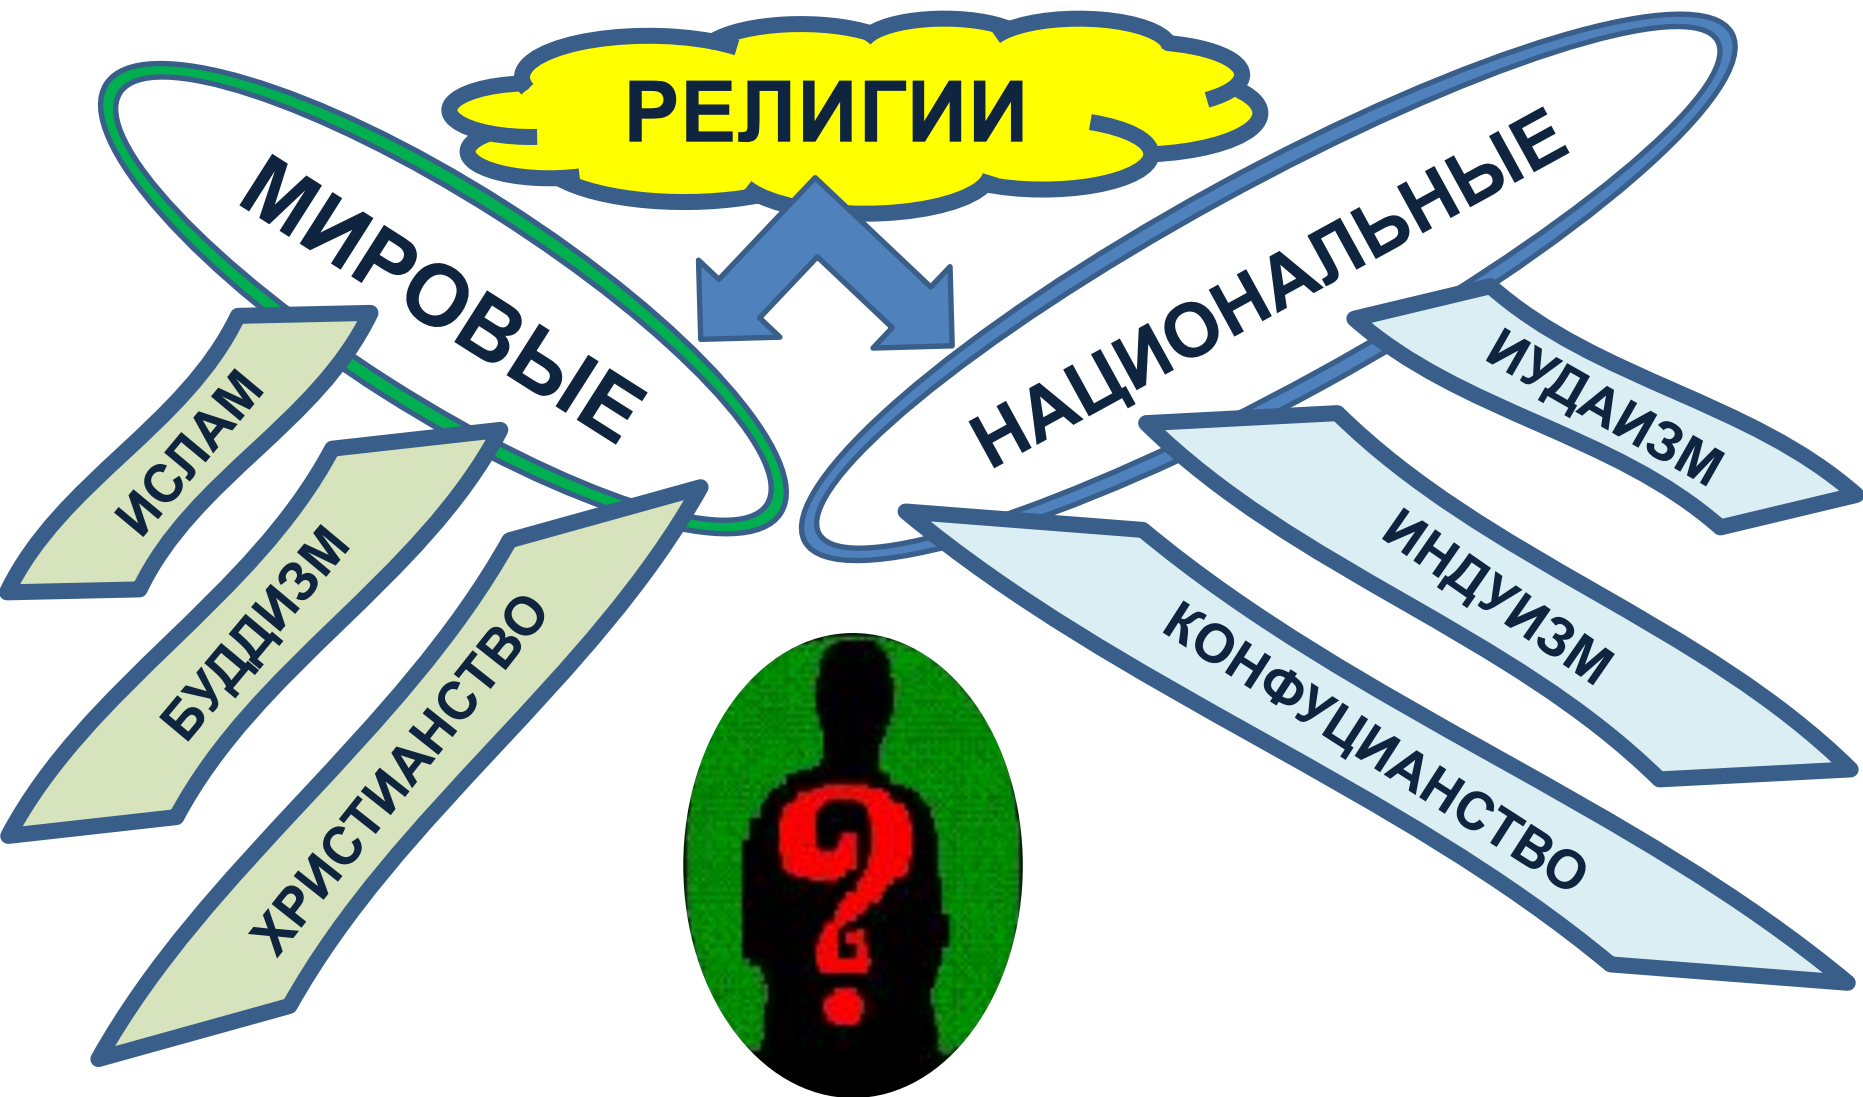 РЕЛИГИИ
МИРОВЫЕ
ИСЛАМ
БУДДИЗМ
ХРИСТИАНСТВО
НАЦИОНАЛЬНЫЕ
ИУДАИЗМ
ИНДУИЗМ
КОНФУЦИАНСТВО
?